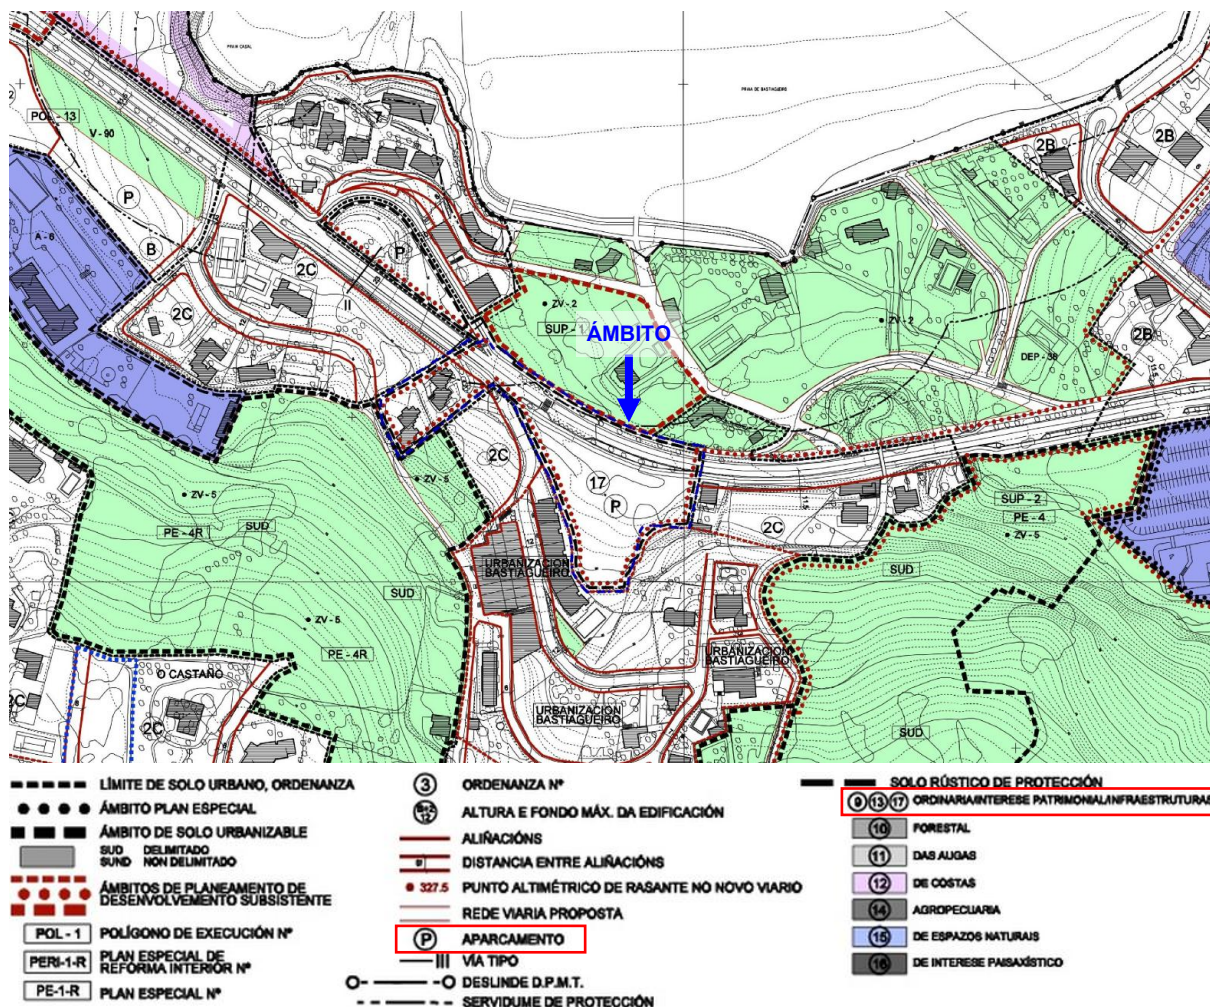 PRAIA CASAL
PRAIA DE BASTIAGUEIRO
7
2B
2B
POL - 13
V - 90
P
A - 6
B
P
2C
II
2C
ZV - 2
SUP - 1
ÁMBITO
ZV - 2
DEP - 36
2B
2C
17
P
ZV - 5
ZV - 5
PE - 4R
SUD
SUP - 2
PE - 4
ZV - 5
2C
URBANIZACION
BASTIAGUEIRO
SUD
SUD
ZV - 5
PE - 4R
URBANIZACION
BASTIAGUEIRO
O CASTAÑO
2C
2C
URBANIZACION
BASTIAGUEIRO
SUD
LÍMITE DE SOLO URBANO, ORDENANZA
ÁMBITO PLAN ESPECIAL
ÁMBITO DE SOLO URBANIZABLE
SUD DELIMITADO
SUND NON DELIMITADO
ÁMBITOS DE PLANEAMENTO DE
DESENVOLVEMENTO SUBSISTENTE
POL - 1 POLÍGONO DE EXECUCIÓN Nº
PERI-1-R PLAN ESPECIAL DE
REFORMA INTERIOR Nº
PE-1-R PLAN ESPECIAL Nº
3 ORDENANZA Nº
ALTURA E FONDO MÁX. DA EDIFICACIÓN
ALIÑACIÓNS
DISTANCIA ENTRE ALIÑACIÓNS
327.5 PUNTO ALTIMÉTRICO DE RASANTE NO NOVO VIARIO
REDE VIARIA PROPOSTA
P APARCAMENTO
III VÍA TIPO
DESLINDE D.P.M.T.
SERVIDUME DE PROTECCIÓN
SOLO RÚSTICO DE PROTECCIÓN
9 13 17 ORDINARIA/INTERESE PATRIMONIAL/INFRAESTRUTURAS
10 FORESTAL
11 DAS AUGAS
12 DE COSTAS
14 AGROPECUARIA
15 DE ESPAZOS NATURAIS
16 DE INTERESE PAISAXÍSTICO